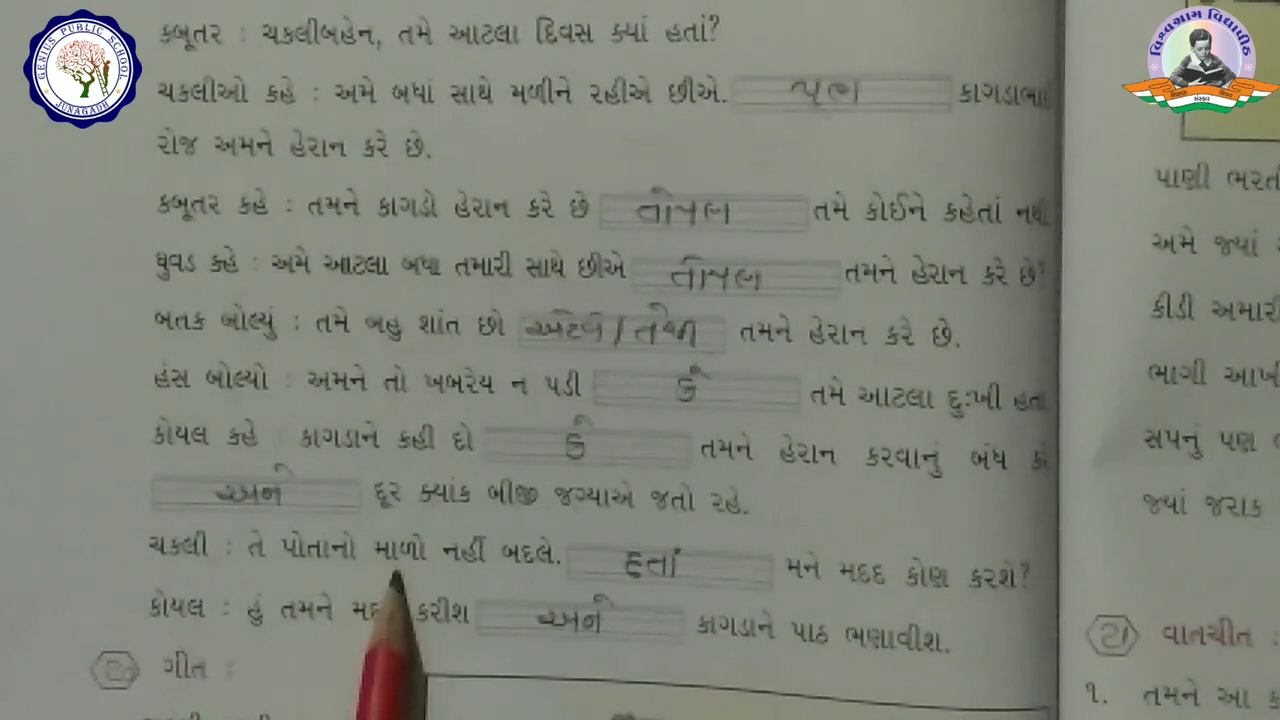 GENIUS PUBLIC SCHOOL
JUNAGADH
વિશ્વગ્રામ વિદ્યાપીઠ
કબૂતર : ચકલીબહેન, તમે આટલા દિવસ ક્યાં હતાં?
ચકલીઓ કહે : અમે બધાં સાથે મળીને રહીએ છીએ. પણ કાગડાભાઈ
રોજ અમને હેરાન કરે છે.
કબૂતર કહે : તમને કાગડો હેરાન કરે છે તોપણ તમે કોઈને કહેતાં નથી
ઘુવડ કહે : અમે આટલા બધા તમારી સાથે છીએ તોપણ તમને હેરાન કરે છે?
બતક બોલ્યું : તમે બહુ શાંત છો એટલે / તેથી તમને હેરાન કરે છે.
હંસ બોલ્યો : અમને તો ખબરેય ન પડી કે તમે આટલા દુઃખી હતા
કોયલ કહે કાગડાને કહી દો કે તમને હેરાન કરવાનું બંધ કરે
અને દૂર ક્યાંક બીજી જગ્યાએ જતો રહે.
ચકલી : તે પોતાનો માળો નહીં બદલે. હતાં મને મદદ કોણ કરશે?
કોયલ : હું તમને મદ કરીશ અને કાગડાને પાઠ ભણાવીશ.
ગીત :
પાણી ભરતી
અમે જ્યાં
કીડી અમારી
ભાગી આખી
સપનું પણ
જ્યાં જરાક
વાતચીત :
૧. તમને આ